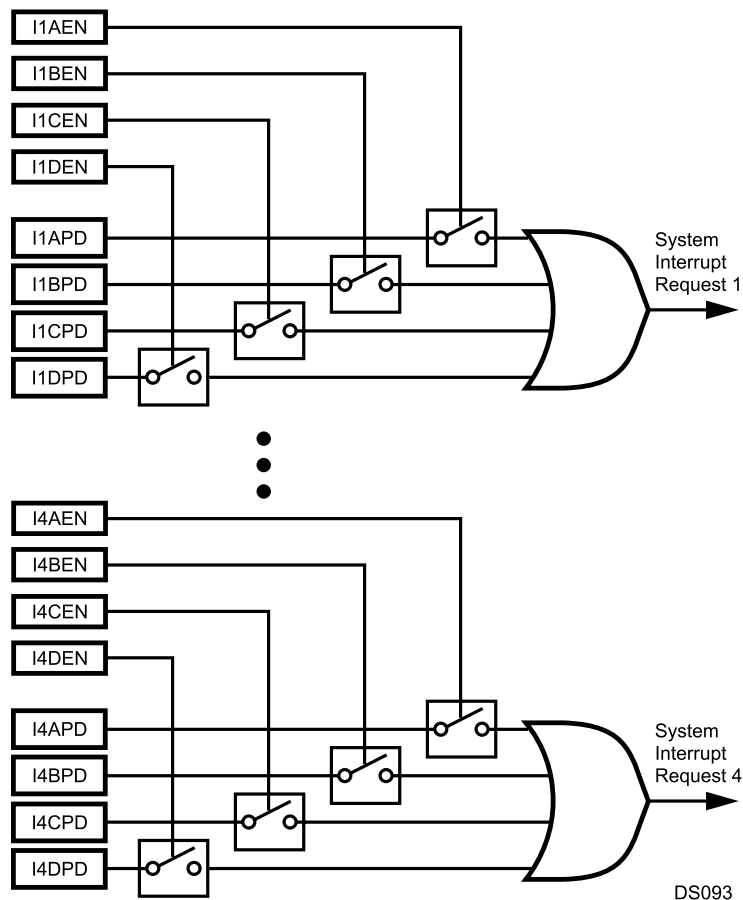 I1AEN
I1BEN
I1CEN
I1DEN
I1APD
I1BPD
I1CPD
I1DPD
System
Interrupt
Request 1
I4AEN
I4BEN
I4CEN
I4DEN
I4APD
I4BPD
I4CPD
I4DPD
System
Interrupt
Request 4
DS093